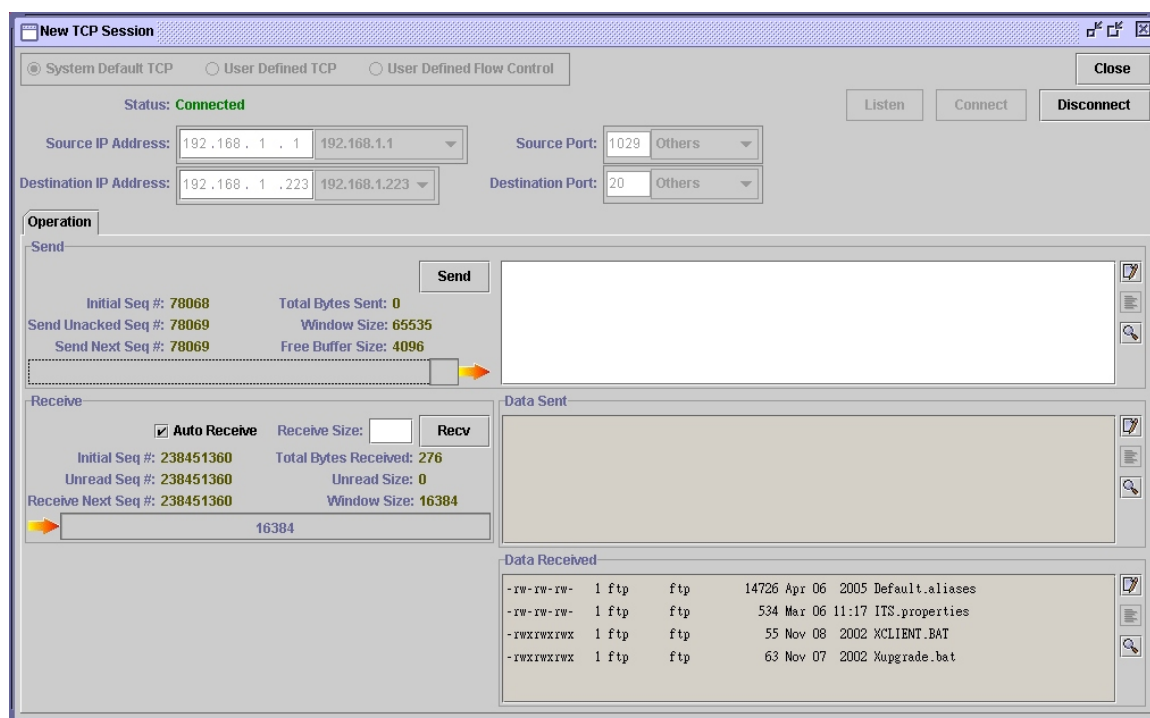 New TCP Session
System Default TCP User Defined TCP User Defined Flow Control Close
Status: Connected Listen Connect Disconnect
Source IP Address: 192.168. 1 . 1 192.168.1.1 Source Port: 1029 Others
Destination IP Address: 192.168. 1 .223 192.168.1.223 Destination Port: 20 Others
Operation
Send
Send
Initial Seq #: 78068 Total Bytes Sent: 0
Send Unacked Seq #: 78069 Window Size: 65535
Send Next Seq #: 78069 Free Buffer Size: 4096
Receive
Auto Receive Receive Size: Recv
Initial Seq #: 238451360 Total Bytes Received: 276
Unread Seq #: 238451360 Unread Size: 0
Receive Next Seq #: 238451360 Window Size: 16384
16384
Data Sent
Data Received
-rw-rw-rw- 1 ftp ftp 14726 Apr 06 2005 Default.aliases
-rw-rw-rw- 1 ftp ftp 534 Mar 06 11:17 ITS.properties
-rwxrwxrwx 1 ftp ftp 55 Nov 08 2002 XCLIENT.BAT
-rwxrwxrwx 1 ftp ftp 63 Nov 07 2002 Xupgrade.bat